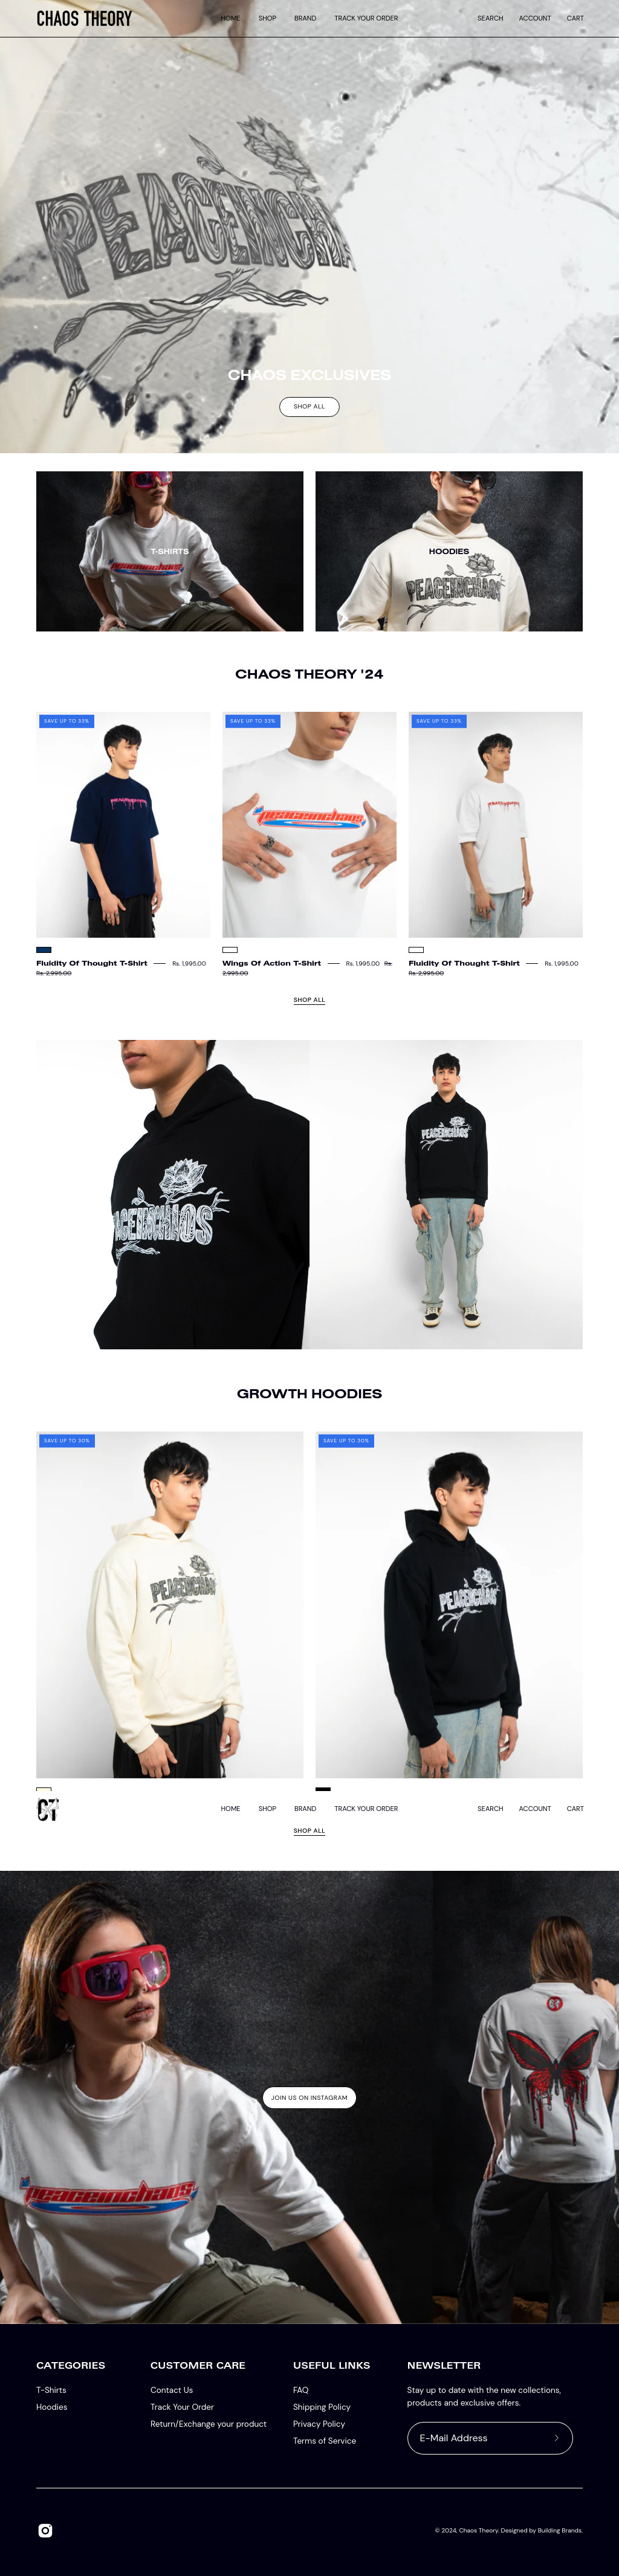 CHAOS THEORY
HOME SHOP BRAND TRACK YOUR ORDER
SEARCH ACCOUNT CART
CHAOS EXCLUSIVES
SHOP ALL
T-SHIRTS
peaceinchaos
HOODIES
PEACEINCHAOS
CHAOS THEORY '24
SAVE UP TO 33%
SAVE UP TO 33%
peaceinchaos
SAVE UP TO 33%
Fluidity Of Thought T-Shirt Rs. 1,995.00
Rs. 2,995.00
Wings Of Action T-Shirt Rs. 1,995.00 Rs.
2,995.00
Fluidity Of Thought T-Shirt Rs. 1,995.00
Rs. 2,995.00
SHOP ALL
PEACEINCHAOS
GROWTH HOODIES
SAVE UP TO 30%
SAVE UP TO 30%
CT
HOME SHOP BRAND TRACK YOUR ORDER
SEARCH ACCOUNT CART
SHOP ALL
CT
JOIN US ON INSTAGRAM
peaceinchaos
CATEGORIES
T-Shirts
Hoodies
CUSTOMER CARE
Contact Us
Track Your Order
Return/Exchange your product
USEFUL LINKS
FAQ
Shipping Policy
Privacy Policy
Terms of Service
NEWSLETTER
Stay up to date with the new collections,
products and exclusive offers.
E-Mail Address
© 2024, Chaos Theory. Designed by Building Brands.